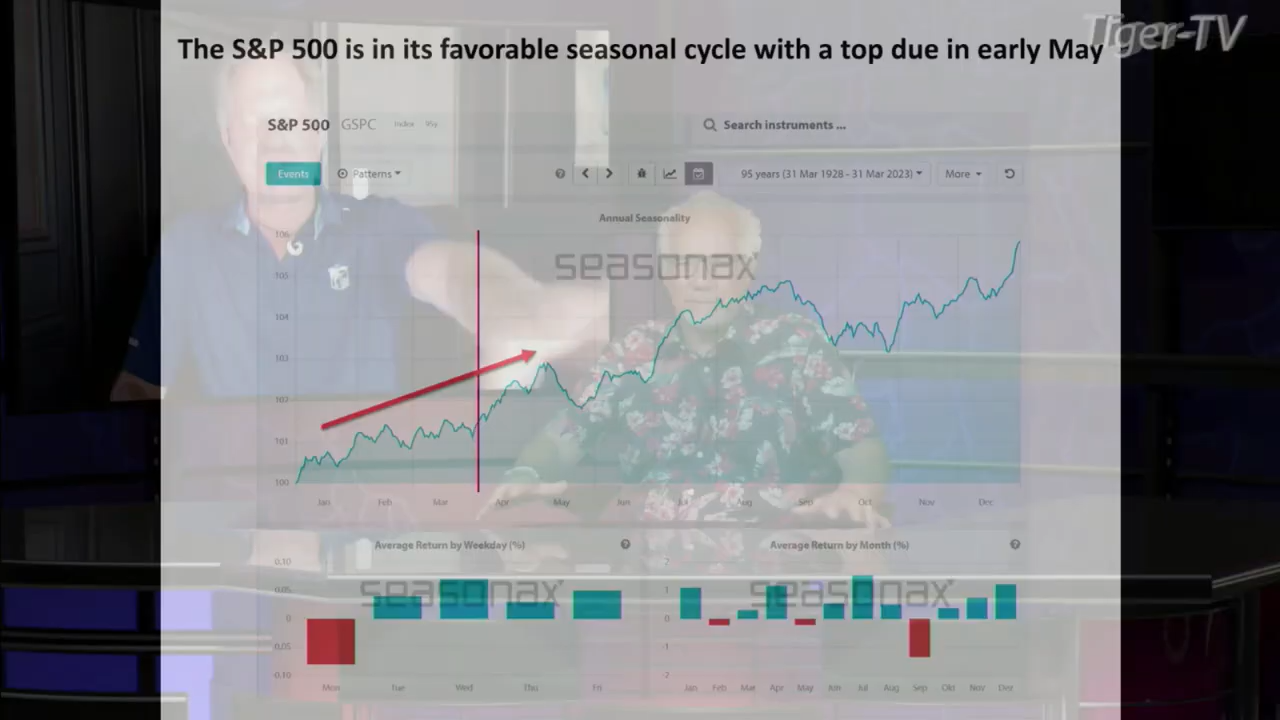 Tiger-TV
The S&P 500 is in its favorable seasonal cycle with a top due in early May
S&P 500 GSPC Index
Search instruments ...
Events Patterns 95 years (31 Mar 1928 - 31 Mar 2023) More
Annual Seasonality
seasonax
106
105
104
103
102
101
100
Jan Feb Mar Apr May Jun Jul Aug Sep Oct Nov Dec
Average Return by Weekday (%) Average Return by Month (%)
0.10 2
0.05 1
seasonax seasonax
0 0
0.05 -1
-0.10 -2
Mon Tue Wed Thu Fri Jan Feb Mar Apr May Jun Jul Aug Sep Okt Nov Dec